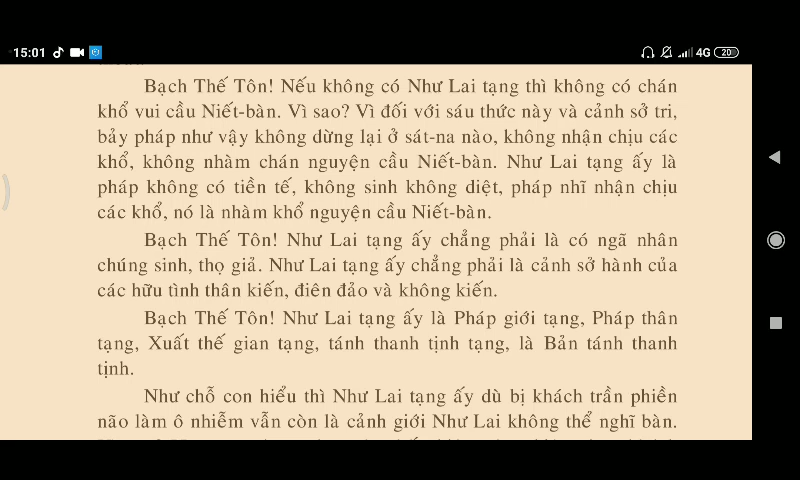 15:01
4G 20
Bạch Thế Tôn! Nếu không có Như Lai tạng thì không có chán
khổ vui cầu Niết-bàn. Vì sao? Vì đối với sáu thức này và cảnh sở tri,
bảy pháp như vậy không dừng lại ở sát-na nào, không nhận chịu các
khổ, không nhàm chán nguyện cầu Niết-bàn. Như Lai tạng ấy là
pháp không có tiền tế, không sinh không diệt, pháp nhĩ nhận chịu
các khổ, nó là nhàm khổ nguyện cầu Niết-bàn.
Bạch Thế Tôn! Như Lai tạng ấy chẳng phải là có ngã nhân
chúng sinh, thọ giả. Như Lai tạng ấy chẳng phải là cảnh sở hành của
các hữu tình thân kiến, điên đảo và không kiến.
Bạch Thế Tôn! Như Lai tạng ấy là Pháp giới tạng, Pháp thân
tạng, Xuất thế gian tạng, tánh thanh tịnh tạng, là Bản tánh thanh
tịnh.
Như chỗ con hiểu thì Như Lai tạng ấy dù bị khách trần phiền
não làm ô nhiễm vẫn còn là cảnh giới Như Lai không thể nghĩ bàn.